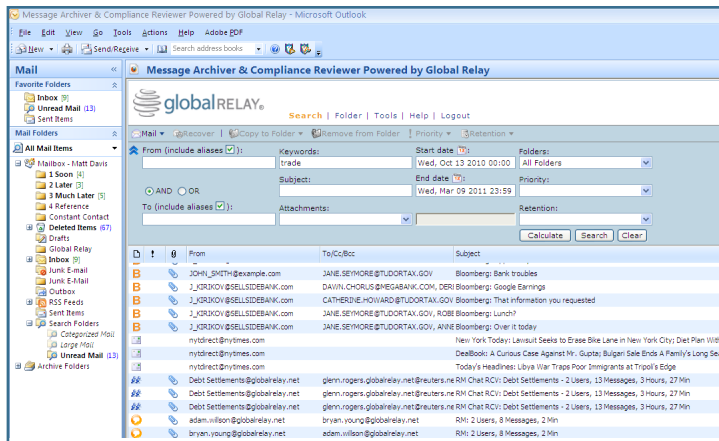 Message Archiver & Compliance Reviewer Powered by Global Relay - Microsoft Outlook
File Edit View Go Tools Actions Help Adobe PDF
New Send/Receive Search address books
Mail «
Favorite Folders
Inbox [9]
Unread Mail (13)
Sent Items
Mail Folders
All Mail Items
Mailbox - Matt Davis
1 Soon [4]
2 Later [3]
3 Much Later [5]
4 Reference
Constant Contact
Deleted Items (67)
Drafts
Global Relay
Inbox [9]
Junk E-mail
Junk E-Mail
Outbox
RSS Feeds
Sent Items
Search Folders
Categorized Mail
Large Mail
Unread Mail (13)
Archive Folders
Message Archiver & Compliance Reviewer Powered by Global Relay
globalRELAY®
Search | Folder | Tools | Help | Logout
Mail Recover | Copy to Folder Remove from Folder ! Priority Retention
From (include aliases ): Keywords: Start date : Folders:
trade Wed, Oct 13 2010 00:00 All Folders
Subject: End date : Priority:
AND OR Wed, Mar 09 2011 23:59
To (include aliases ): Attachments: Retention:
Calculate Search Clear
! From To/Cc/Bcc Subject
B JOHN_SMITH@example.com JANE.SEYMORE@TUDORTAX.GOV Bloomberg: Bank troubles
B J_KIRIKOV@SELLSIDEBANK.com DAWN.CHORUS@MEGABANK.COM, DERI Bloomberg: Google Earnings
B J_KIRIKOV@SELLSIDEBANK.com CATHERINE.HOWARD@TUDORTAX.GOV Bloomberg: That information you requested
B J_KIRIKOV@SELLSIDEBANK.com JANE.SEYMORE@TUDORTAX.GOV, ROBE Bloomberg: Lunch?
B J_KIRIKOV@SELLSIDEBANK.com JANE.SEYMORE@TUDORTAX.GOV, ANNE Bloomberg: Over it today
nytdirect@nytimes.com New York Today: Lawsuit Seeks to Erase Bike Lane in New York City; Diet Plan With
nytdirect@nytimes.com DealBook: A Curious Case Against Mr. Gupta; Bulgari Sale Ends A Family's Long Sea
nytdirect@nytimes.com Today's Headlines: Libya War Traps Poor Immigrants at Tripoli's Edge
Debt Settlements@globalrelay.net glenn.rogers.globalrelay.net@reuters.ne RM Chat RCV: Debt Settlements - 2 Users, 13 Messages, 3 Hours, 27 Min
Debt Settlements@globalrelay.net glenn.rogers.globalrelay.net@reuters.ne RM Chat RCV: Debt Settlements - 2 Users, 13 Messages, 3 Hours, 27 Min
adam.wilson@globalrelay.net bryan.young@globalrelay.net RM: 2 Users, 8 Messages, 2 Min
bryan.young@globalrelay.net adam.wilson@globalrelay.net RM: 2 Users, 8 Messages, 2 Min